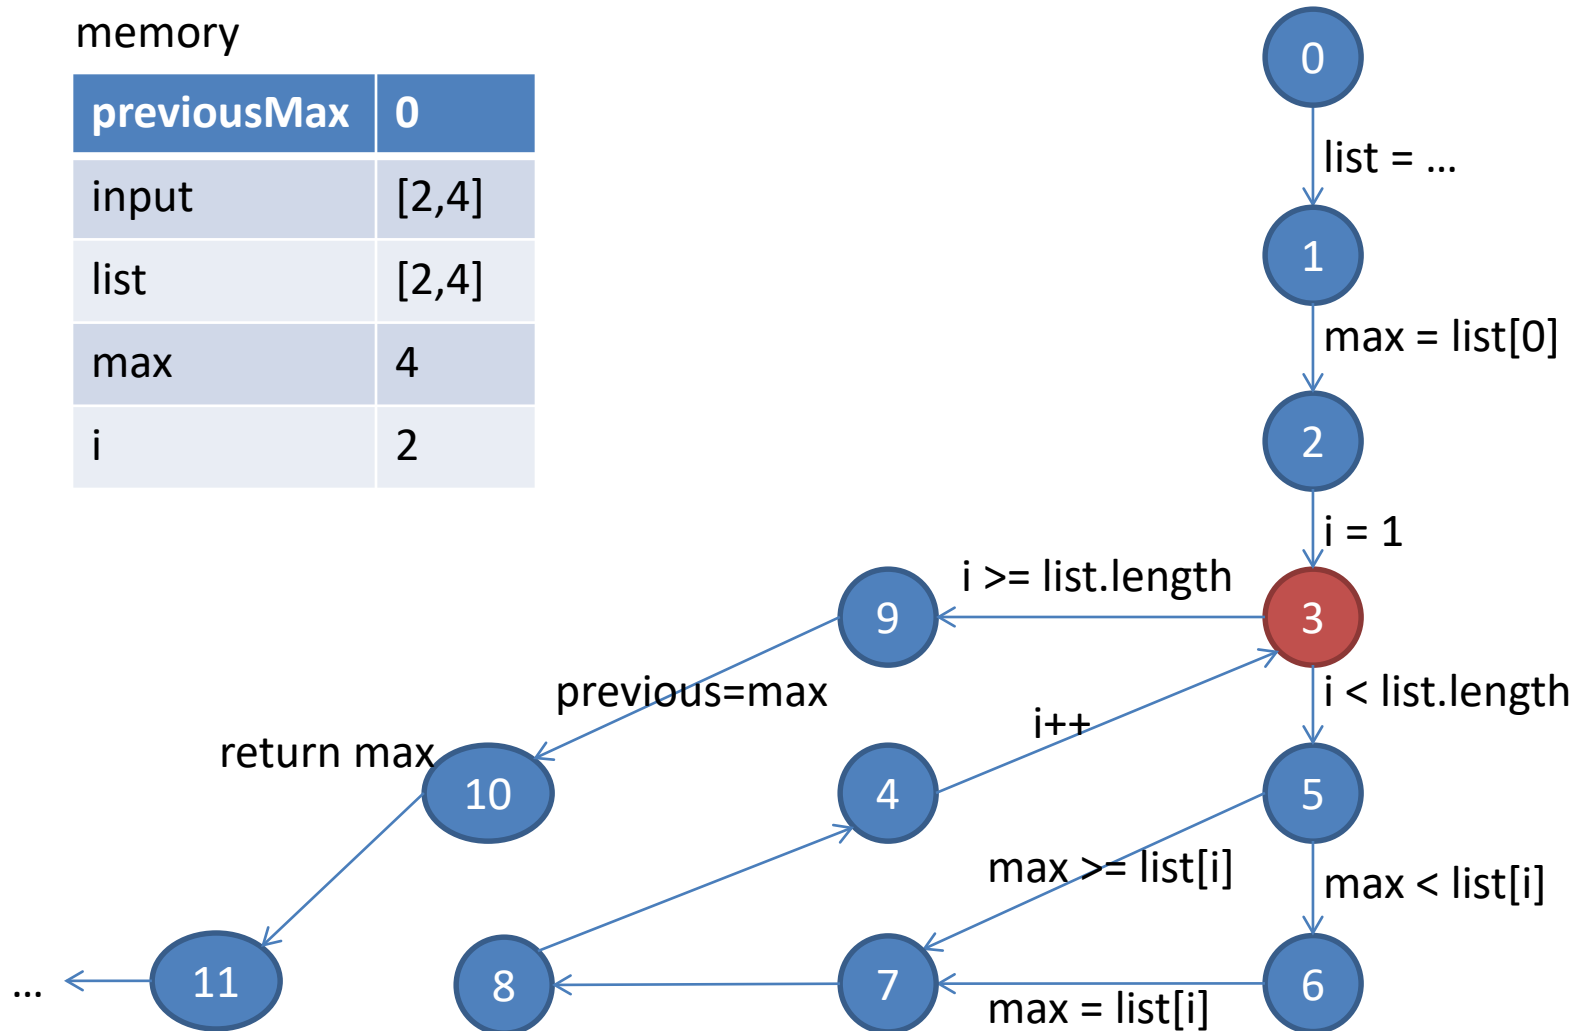 memory
previousMax 0
input [2,4]
list [2,4]
max 4
i 2
0
list = ...
1
max = list[0]
2
i = 1
i >= list.length
9
3
previous=max
i++
i < list.length
return max
10
4
5
max >= list[i]
max < list[i]
...
11
8
7
6
max = list[i]